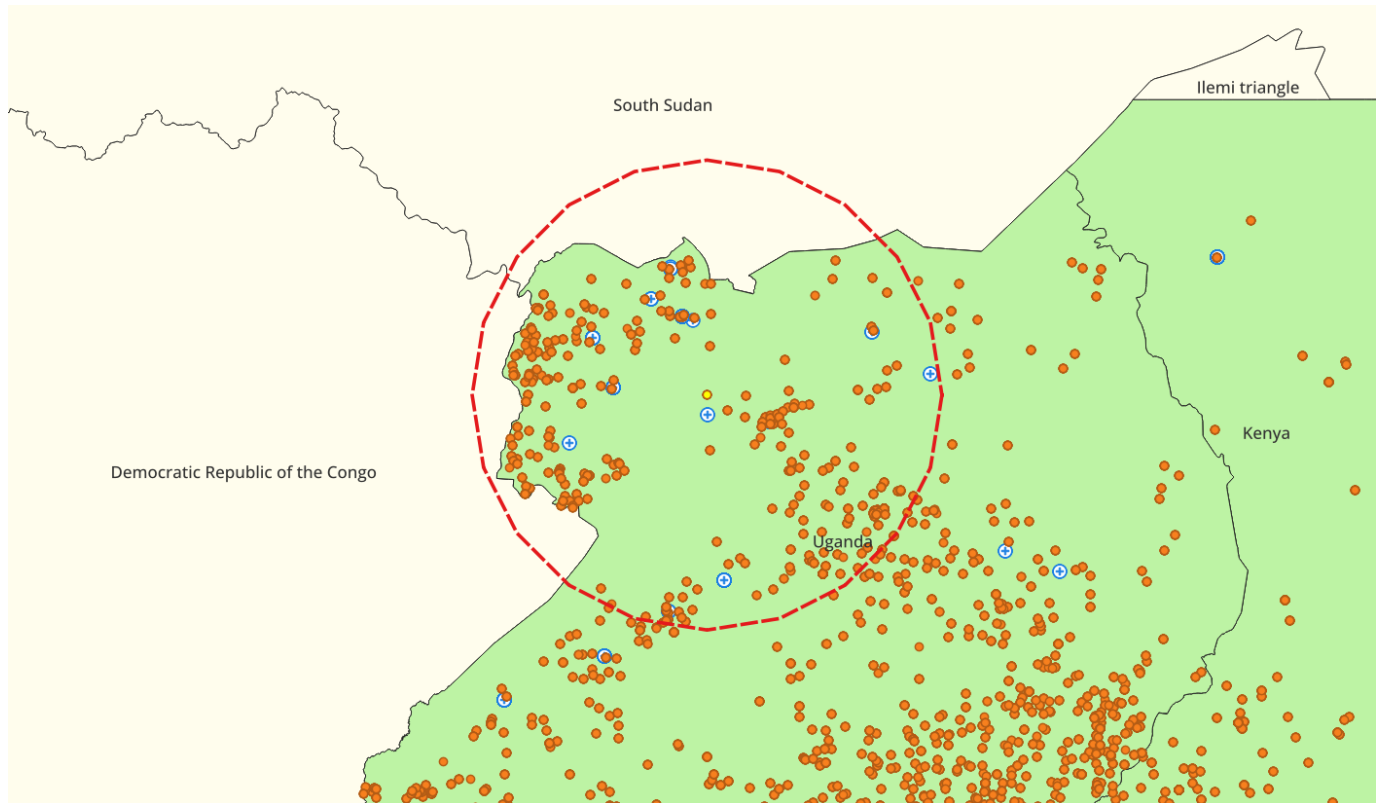 South Sudan
Ilemi triangle
Kenya
Democratic Republic of the Congo
Uganda